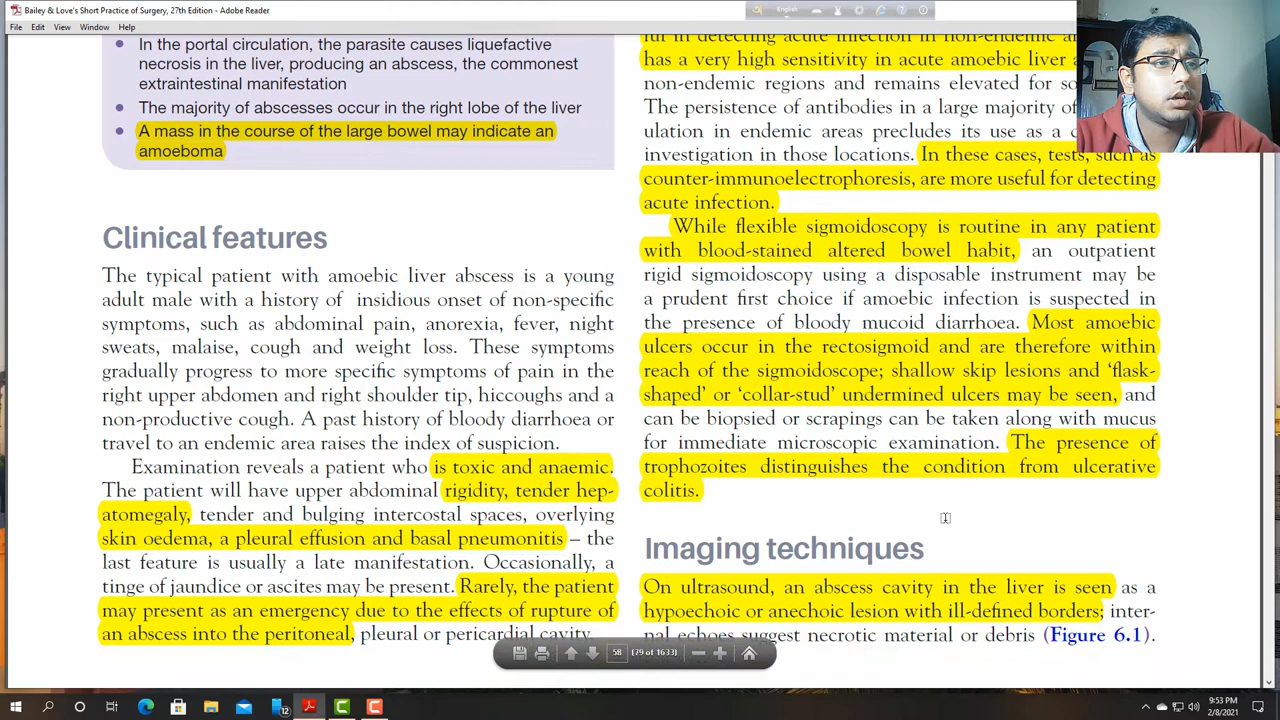 Bailey & Love's Short Practice of Surgery, 27th Edition - Adobe Reader
English
File Edit View Window Help
In the portal circulation, the parasite causes liquefactive
necrosis in the liver, producing an abscess, the commonest
extraintestinal manifestation
The majority of abscesses occur in the right lobe of the liver
A mass in the course of the large bowel may indicate an
amoeboma
Clinical features
The typical patient with amoebic liver abscess is a young
adult male with a history of insidious onset of non-specific
symptoms, such as abdominal pain, anorexia, fever, night
sweats, malaise, cough and weight loss. These symptoms
gradually progress to more specific symptoms of pain in the
right upper abdomen and right shoulder tip, hiccoughs and a
non-productive cough. A past history of bloody diarrhoea or
travel to an endemic area raises the index of suspicion.
Examination reveals a patient who is toxic and anaemic.
The patient will have upper abdominal rigidity, tender hep-
atomegaly, tender and bulging intercostal spaces, overlying
skin oedema, a pleural effusion and basal pneumonitis – the
last feature is usually a late manifestation. Occasionally, a
tinge of jaundice or ascites may be present. Rarely, the patient
may present as an emergency due to the effects of rupture of
an abscess into the peritoneal, pleural or pericardial cavity.
ful in detecting acute infection in non-endemic
has a very high sensitivity in acute amoebic liver
non-endemic regions and remains elevated for
The persistence of antibodies in a large majority of
ulation in endemic areas precludes its use as a
investigation in those locations. In these cases, tests, such as
counter-immunoelectrophoresis, are more useful for detecting
acute infection.
While flexible sigmoidoscopy is routine in any patient
with blood-stained altered bowel habit, an outpatient
rigid sigmoidoscopy using a disposable instrument may be
a prudent first choice if amoebic infection is suspected in
the presence of bloody mucoid diarrhoea. Most amoebic
ulcers occur in the rectosigmoid and are therefore within
reach of the sigmoidoscope; shallow skip lesions and ‘flask-
shaped’ or ‘collar-stud’ undermined ulcers may be seen, and
can be biopsied or scrapings can be taken along with mucus
for immediate microscopic examination. The presence of
trophozoites distinguishes the condition from ulcerative
colitis.
Imaging techniques
On ultrasound, an abscess cavity in the liver is seen as a
hypoechoic or anechoic lesion with ill-defined borders; inter-
nal echoes suggest necrotic material or debris (Figure 6.1).
58 (79 of 1633)
12
9:53 PM
2/8/2021